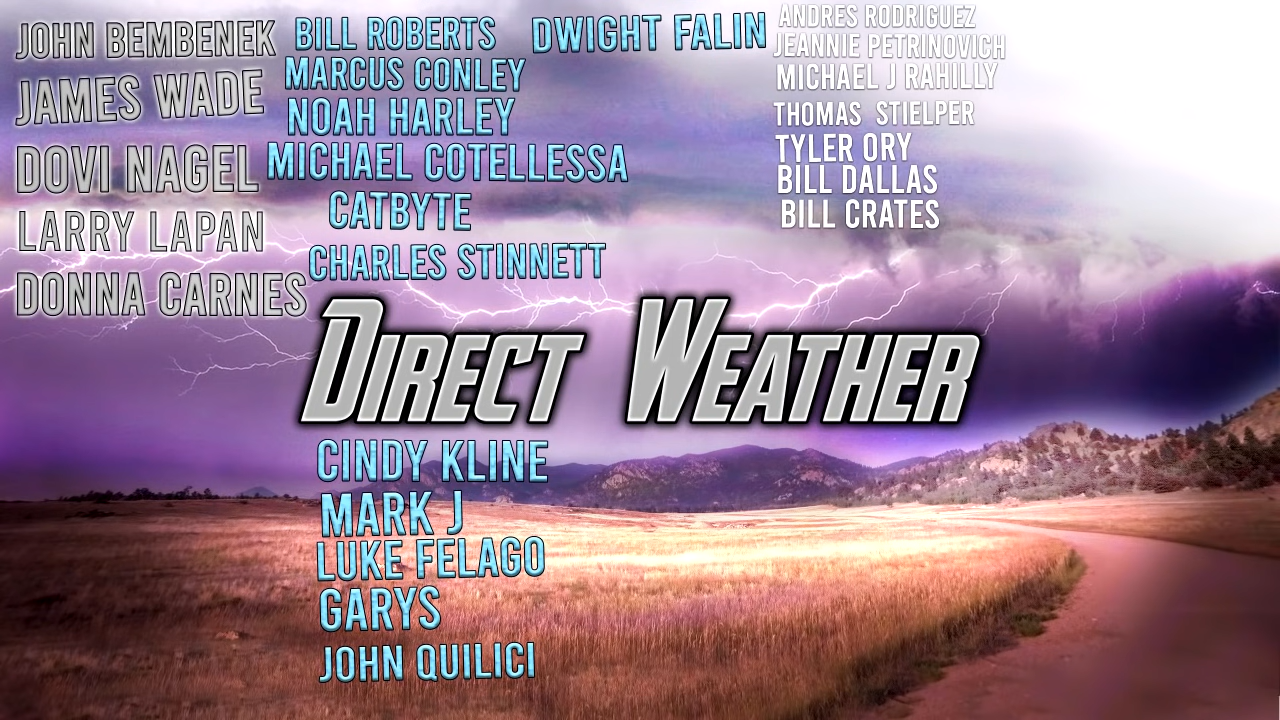 JOHN BEMBENEK
JAMES WADE
DOVI NAGEL
LARRY LAPAN
DONNA CARNES
BILL ROBERTS
MARCUS CONLEY
NOAH HARLEY
MICHAEL COTELLESSA
CATBYTE
CHARLES STINNETT
DWIGHT FALIN
ANDRES RODRIGUEZ
JEANNIE PETRINOVICH
MICHAEL J RAHILLY
THOMAS STIELPER
TYLER ORY
BILL DALLAS
BILL CRATES
DIRECT WEATHER
CINDY KLINE
MARK J
LUKE FELAGO
GARYS
JOHN QUILICI